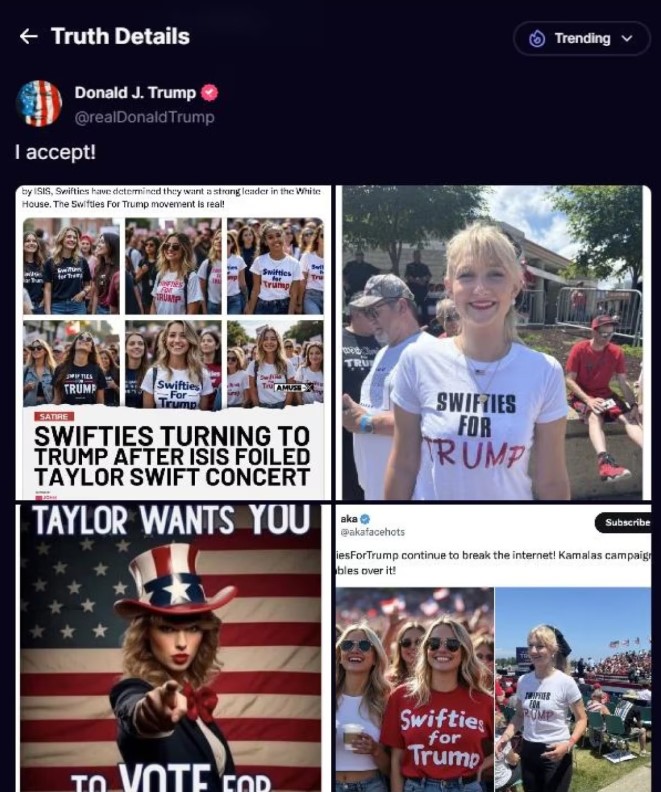 Truth Details
Trending
Donald J. Trump
@realDonaldTrump
I accept!
by ISIS, Swifties have determined they want a strong leader in the White
House. The Swifties For Trump movement is real!
Swifties
for Trump
SWIFTIES
FOR
TRUMP
Swifties
for
Trump
SWIFTIES
FOR
TRUMP
Swifties
For
Trump
AMUSE X
SATIRE
SWIFTIES TURNING TO
TRUMP AFTER ISIS FOILED
TAYLOR SWIFT CONCERT
SWIFTIES
FOR
TRUMP
TAYLOR WANTS YOU
TO VOTE FOR
aka
@akafacehots
Subscribe
iesForTrump continue to break the internet! Kamalas campaign
bles over it!
Swifties
for
Trump
SWIFTIES
FOR
TRUMP